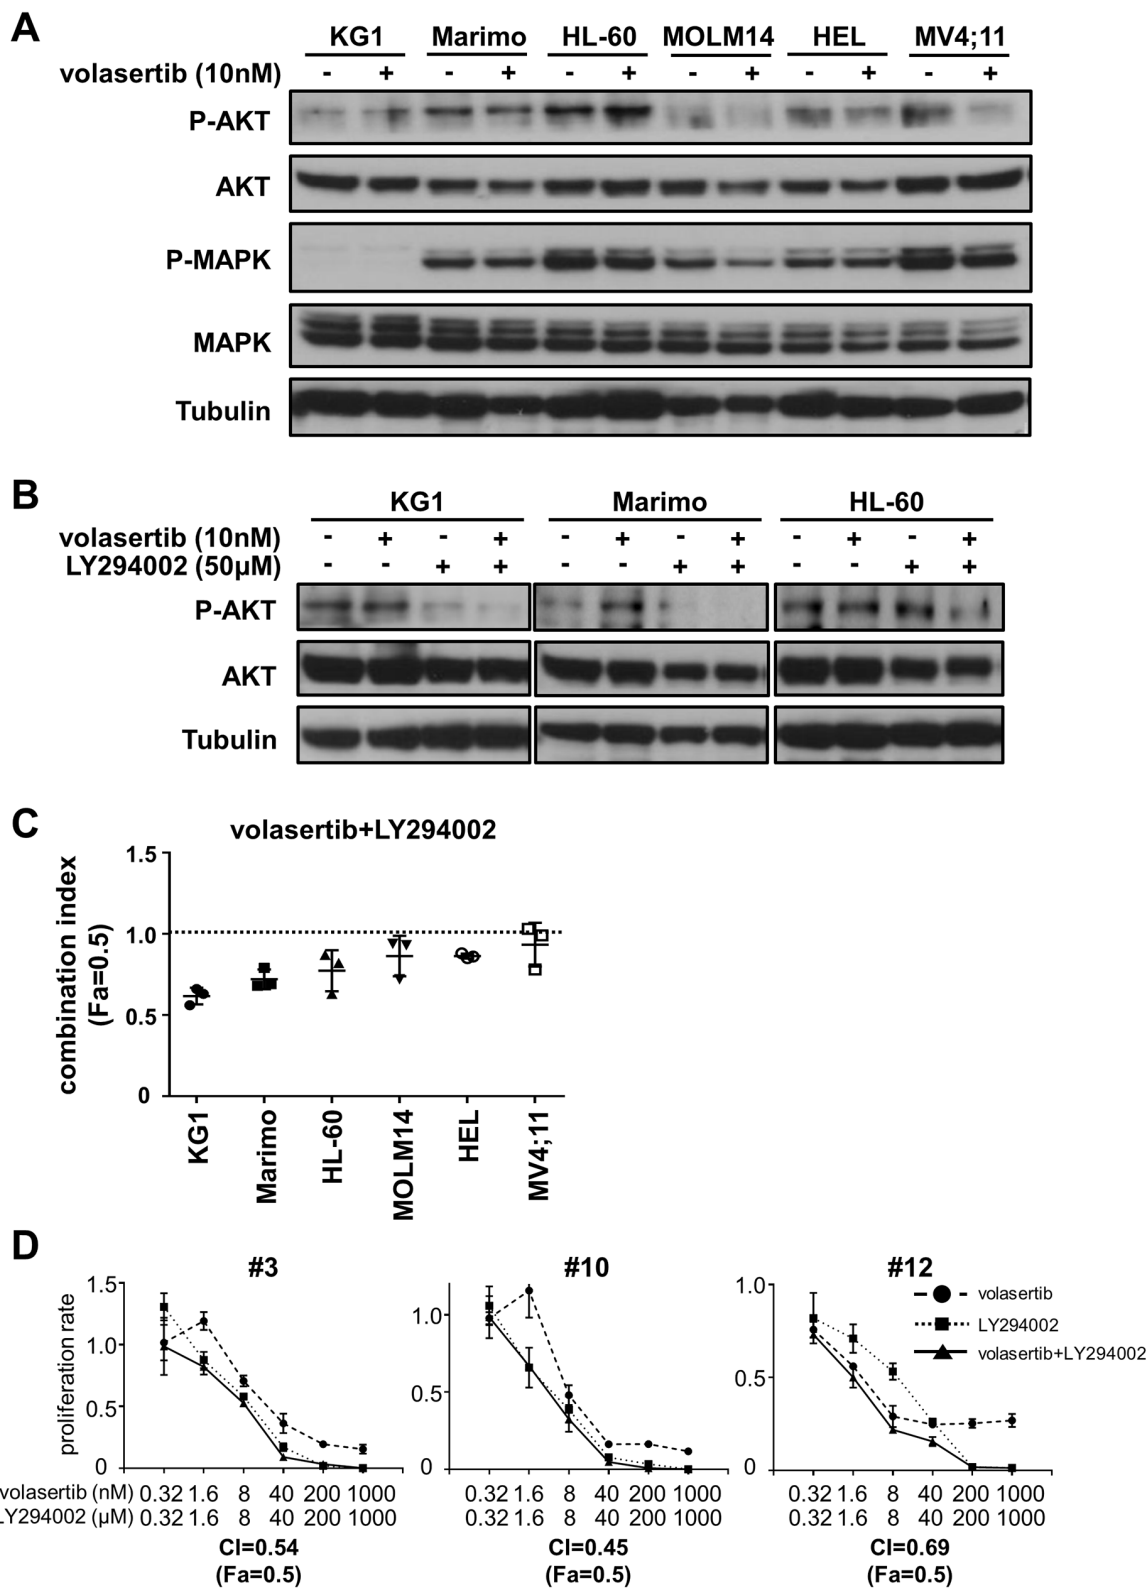 A
KG1 Marimo HL-60 MOLM14 HEL MV4;11
volasertib (10nM) - + - + - + - + - + - +
P-AKT
AKT
P-MAPK
MAPK
Tubulin
B
KG1 Marimo HL-60
volasertib (10nM) - + - + - + - + - + - +
LY294002 (50µM) - - + + - - + + - - + +
P-AKT
AKT
Tubulin
C
volasertib+LY294002
combination index
(Fa=0.5)
1.5
1.0
0.5
0
KG1 Marimo HL-60 MOLM14 HEL MV4;11
D
#3 #10 #12
proliferation rate
1.5
1.0
0.5
0
1.0
0.5
0
1.0
0.5
0
volasertib
LY294002
volasertib+LY294002
volasertib (nM) 0.32 1.6 8 40 200 1000 0.32 1.6 8 40 200 1000 0.32 1.6 8 40 200 1000
LY294002 (µM) 0.32 1.6 8 40 200 1000 0.32 1.6 8 40 200 1000 0.32 1.6 8 40 200 1000
CI=0.54 CI=0.45 CI=0.69
(Fa=0.5) (Fa=0.5) (Fa=0.5)